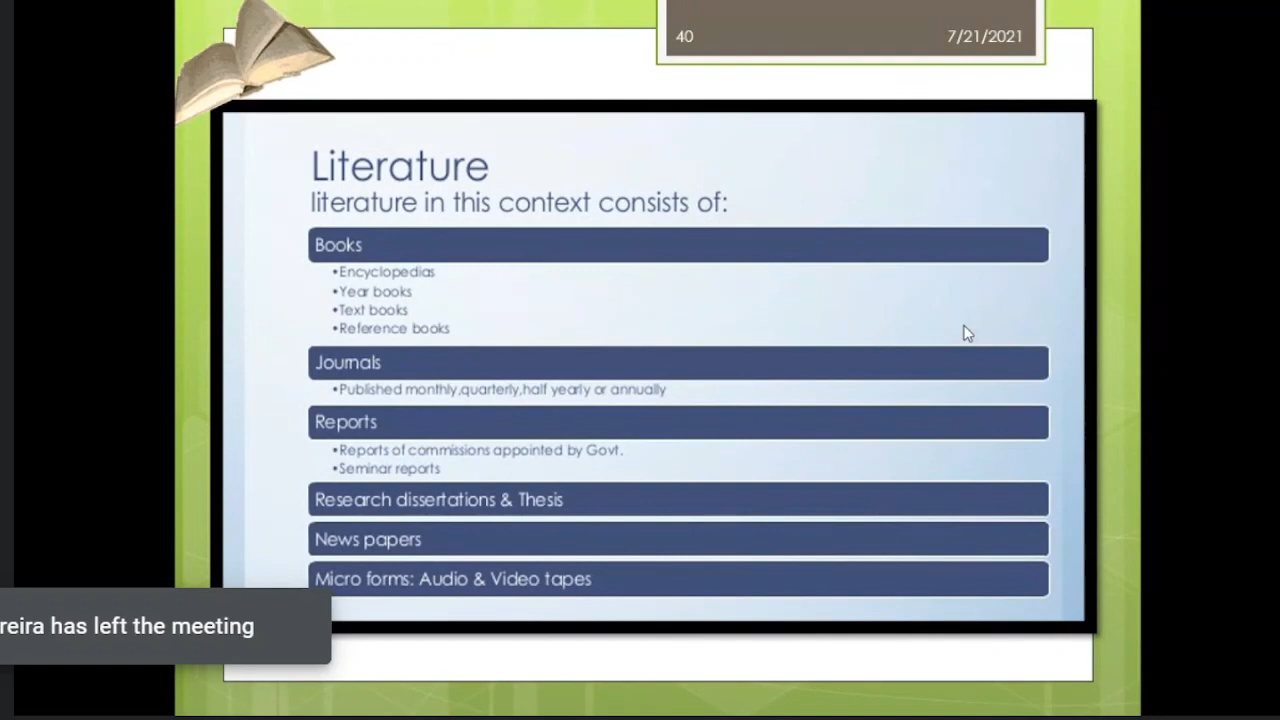 40 7/21/2021
Literature
literature in this context consists of:
Books
•Encyclopedias
•Year books
•Text books
•Reference books
Journals
•Published monthly,quarterly,half yearly or annually
Reports
•Reports of commissions appointed by Govt.
•Seminar reports
Research dissertations & Thesis
News papers
Micro forms: Audio & Video tapes
reira has left the meeting